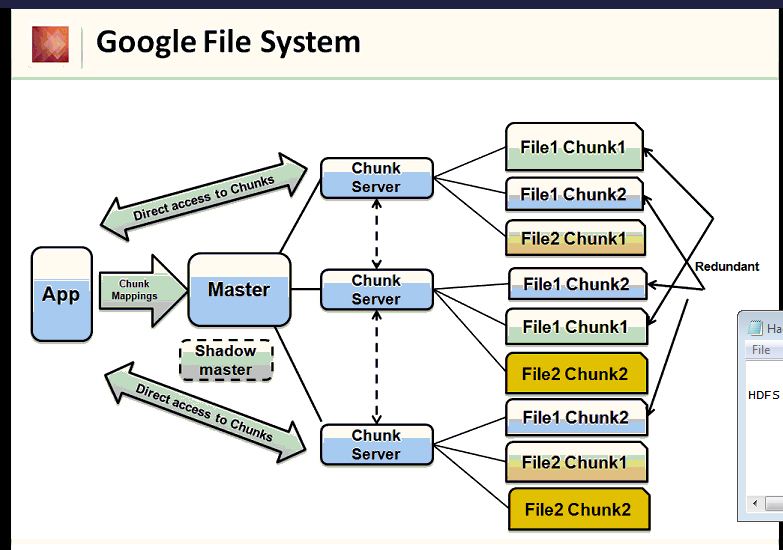 Google File System
Direct access to Chunks
App
Chunk
Mappings
Master
Shadow
master
Direct access to Chunks
Chunk
Server
Chunk
Server
Chunk
Server
File1 Chunk1
File1 Chunk2
File2 Chunk1
File1 Chunk2
File1 Chunk1
File2 Chunk2
File1 Chunk2
File2 Chunk1
File2 Chunk2
Redundant
Ha
File
HDFS